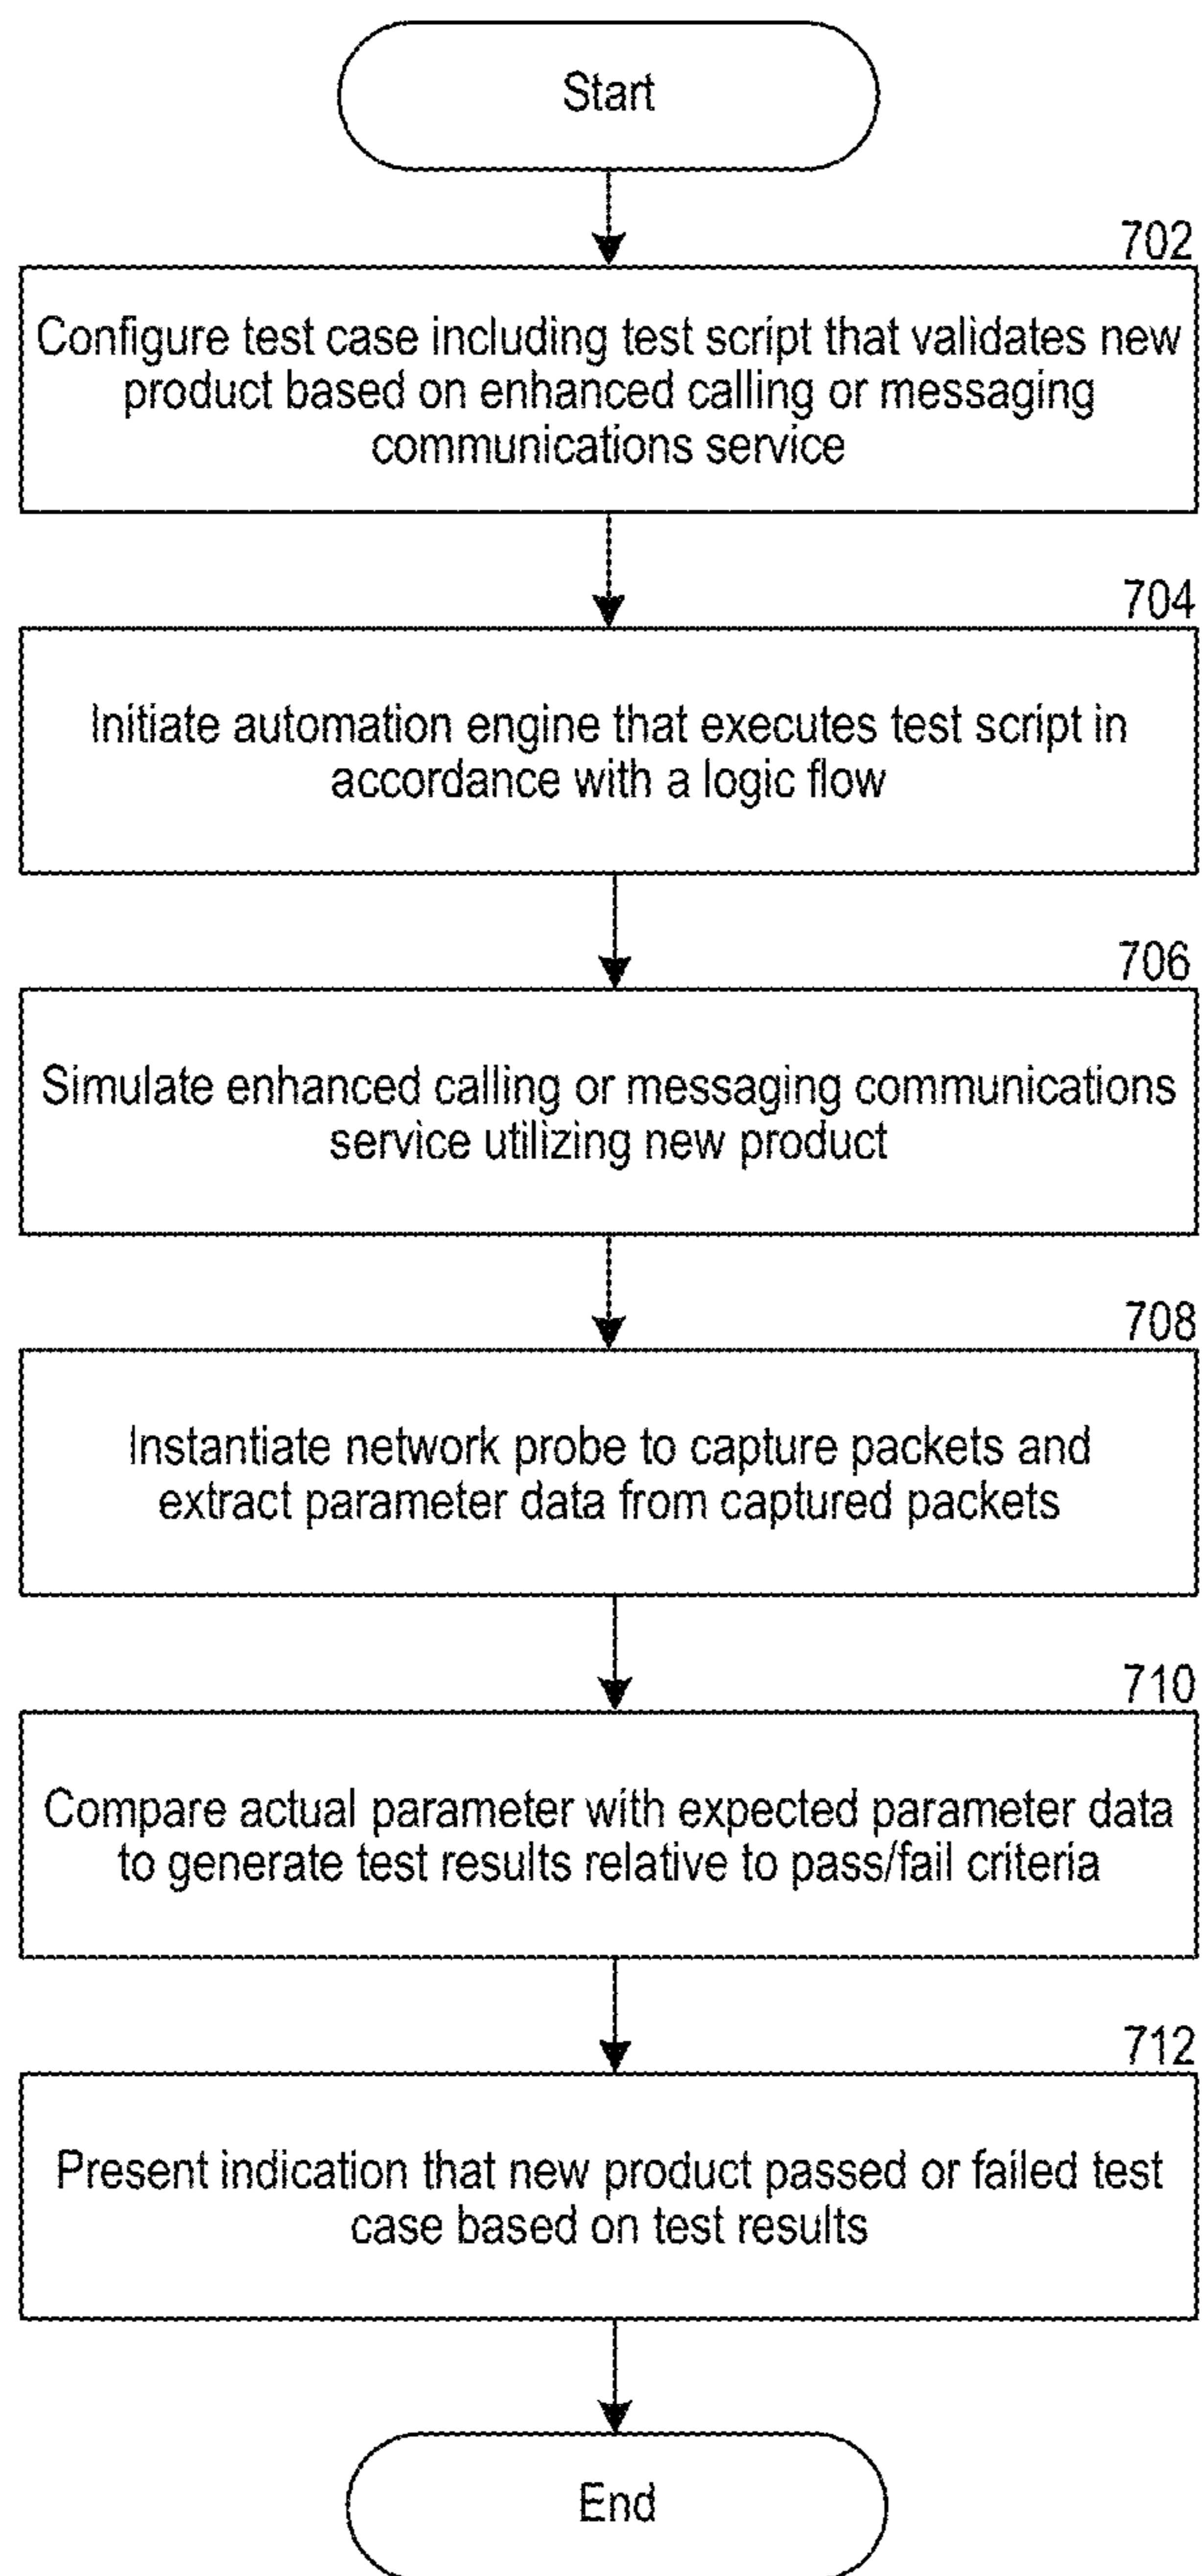 Start
702
Configure test case including test script that validates new
product based on enhanced calling or messaging
communications service
704
Initiate automation engine that executes test script in
accordance with a logic flow
706
Simulate enhanced calling or messaging communications
service utilizing new product
708
Instantiate network probe to capture packets and
extract parameter data from captured packets
710
Compare actual parameter with expected parameter data
to generate test results relative to pass/fail criteria
712
Present indication that new product passed or failed test
case based on test results
End